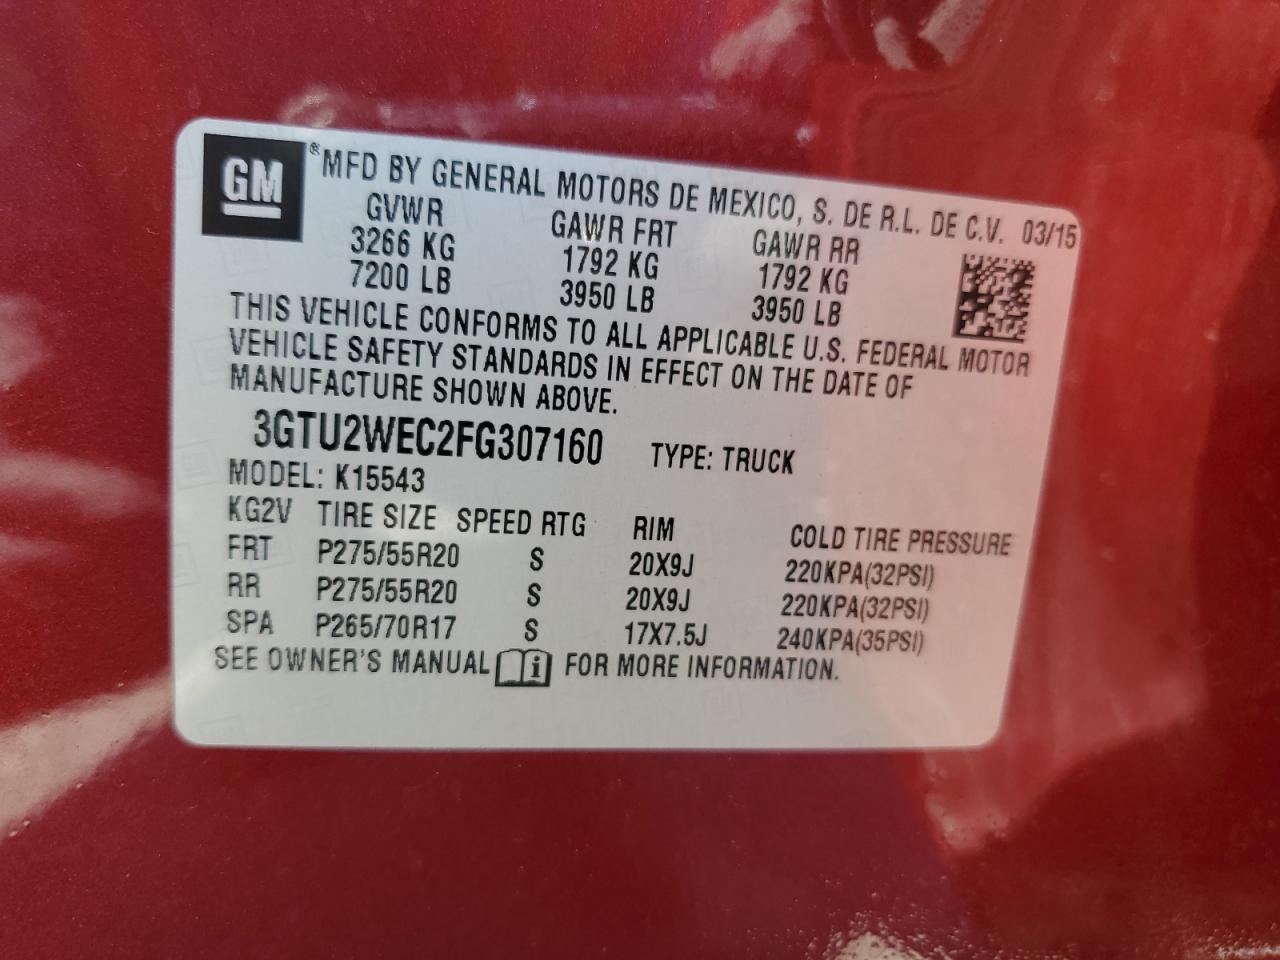 GM ® MFD BY GENERAL MOTORS DE MEXICO, S. DE R.L. DE C.V. 03/15
GVWR GAWR FRT GAWR RR
3266 KG 1792 KG 1792 KG
7200 LB 3950 LB 3950 LB
THIS VEHICLE CONFORMS TO ALL APPLICABLE U.S. FEDERAL MOTOR
VEHICLE SAFETY STANDARDS IN EFFECT ON THE DATE OF
MANUFACTURE SHOWN ABOVE.
3GTU2WEC2FG307160 TYPE: TRUCK
MODEL: K15543
KG2V TIRE SIZE SPEED RTG RIM COLD TIRE PRESSURE
FRT P275/55R20 S 20X9J 220KPA(32PSI)
RR P275/55R20 S 20X9J 220KPA(32PSI)
SPA P265/70R17 S 17X7.5J 240KPA(35PSI)
SEE OWNER'S MANUAL i FOR MORE INFORMATION.